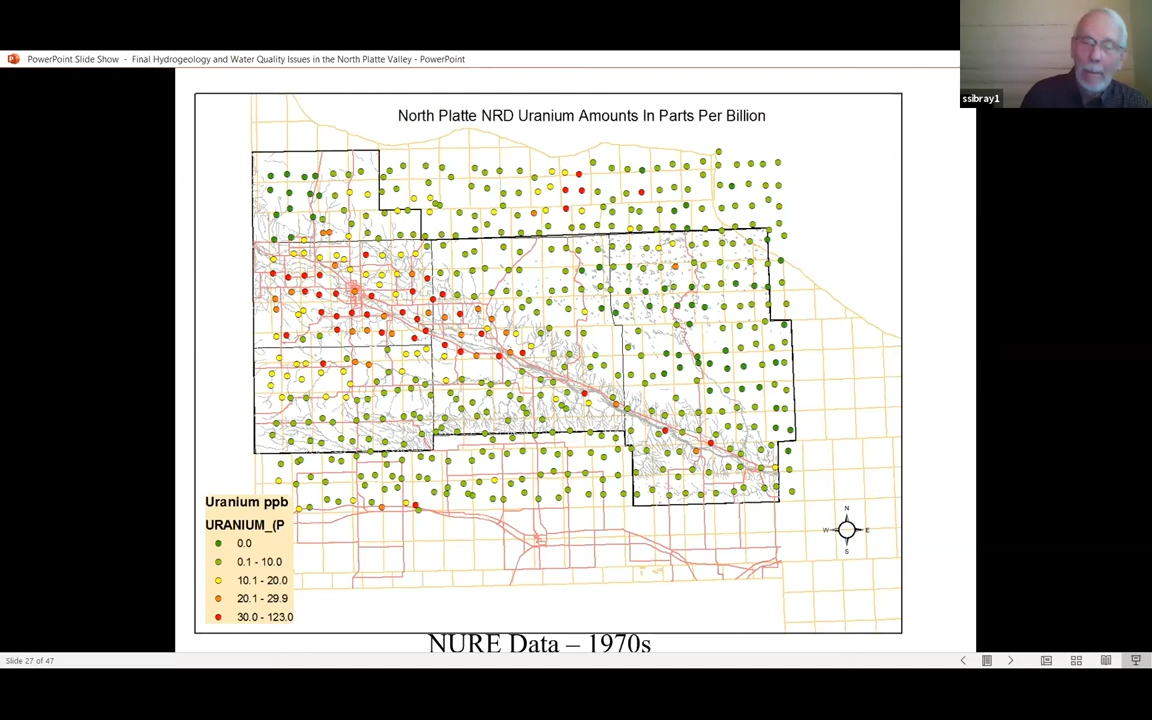 PowerPoint Slide Show - Final Hydrogeology and Water Quality Issues in the North Platte Valley - PowerPoint
ssibray1
North Platte NRD Uranium Amounts In Parts Per Billion
Uranium ppb
URANIUM_(P
0.0
0.1 - 10.0
10.1 - 20.0
20.1 - 29.9
30.0 - 123.0
N
W E
S
NURE Data – 1970s
Slide 27 of 47